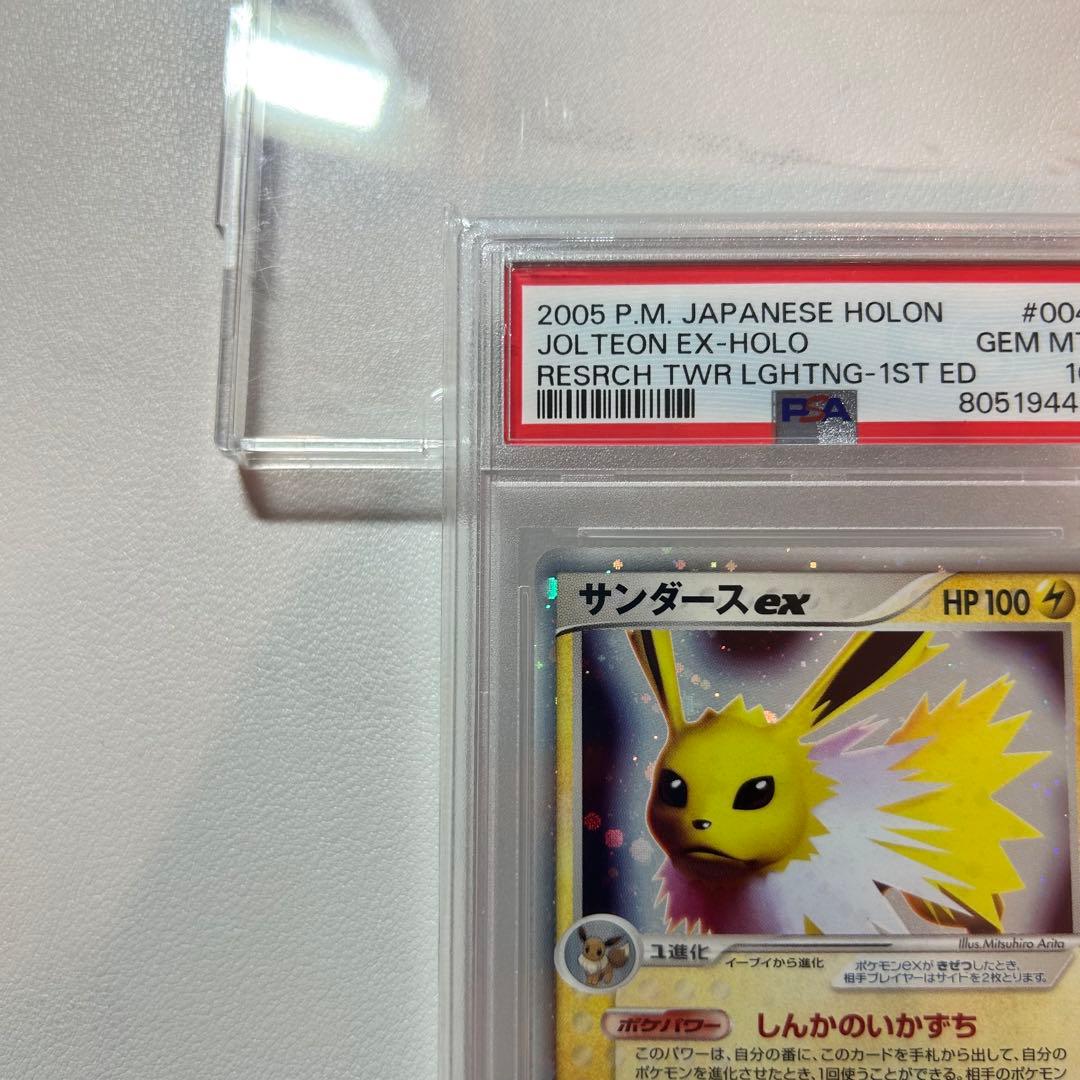 2005 P.M. JAPANESE HOLON #004
JOLTEON EX-HOLO GEM MT
RESRCH TWR LGHTNG-1ST ED
PSA 8051944
サンダースex HP100
Illus.Mitsuhiro Arita
1進化 イーブイから進化
ポケモンexが きぜつしたとき、
相手プレイヤーはサイドを2枚とります。
ポケパワー しんかのいかずち
このパワーは、自分の番に、このカードを手札から出して、自分の
ポケモンを進化させたとき、1回使うことができる。相手のポケモン